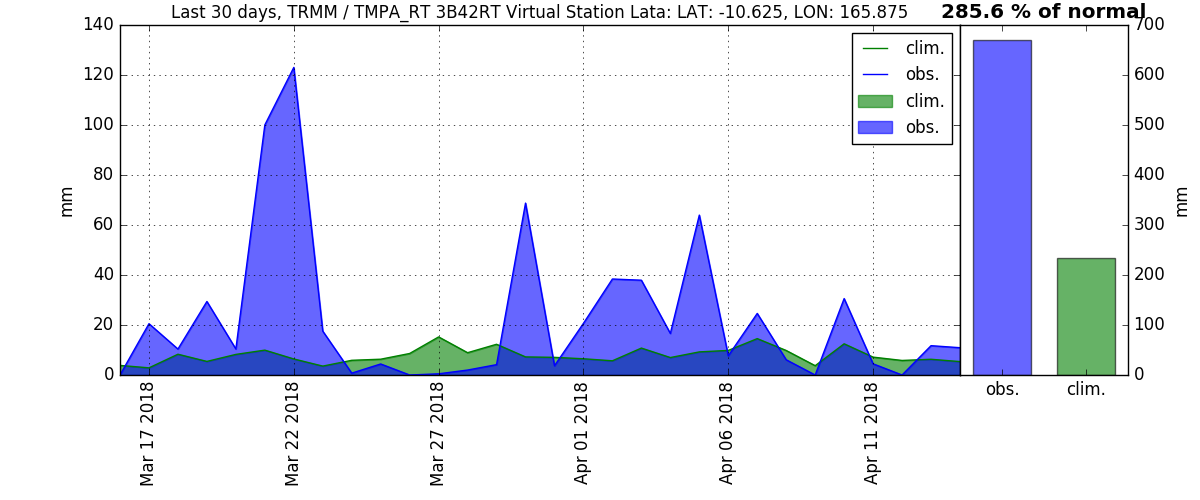 Last 30 days, TRMM / TMPA_RT 3B42RT Virtual Station Lata: LAT: -10.625, LON: 165.875
285.6 % of normal
mm
140
120
100
80
60
40
20
0
clim.
obs.
clim.
obs.
Mar 17 2018
Mar 22 2018
Mar 27 2018
Apr 01 2018
Apr 06 2018
Apr 11 2018
700
600
500
400
300
200
100
0
mm
obs.
clim.